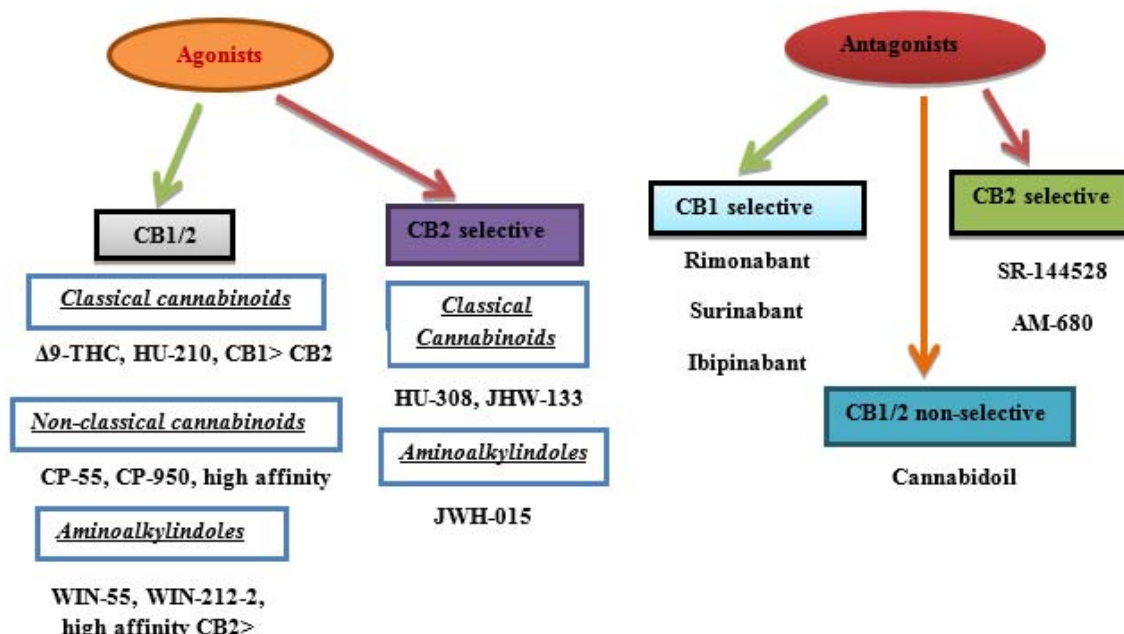 Agonists
CB1/2
Classical cannabinoids
Δ9-THC, HU-210, CB1> CB2
Non-classical cannabinoids
CP-55, CP-950, high affinity
Aminoalkylindoles
WIN-55, WIN-212-2,
high affinity CB2>
CB2 selective
Classical
Cannabinoids
HU-308, JHW-133
Aminoalkylindoles
JWH-015
Antagonists
CB1 selective
Rimonabant
Surinabant
Ibipinabant
CB1/2 non-selective
Cannabidoil
CB2 selective
SR-144528
AM-680